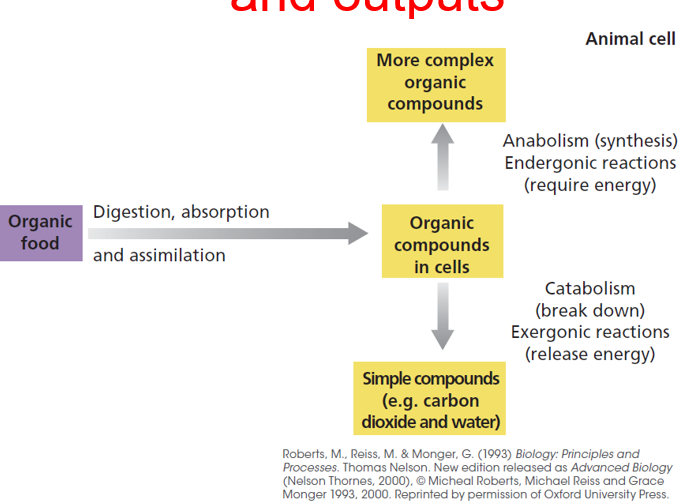 and outputs
Animal cell
More complex
organic
compounds
Anabolism (synthesis)
Endergonic reactions
(require energy)
Organic
food
Digestion, absorption
and assimilation
Organic
compounds
in cells
Catabolism
(break down)
Exergonic reactions
(release energy)
Simple compounds
(e.g. carbon
dioxide and water)
Roberts, M., Reiss, M. & Monger, G. (1993) Biology: Principles and
Processes. Thomas Nelson. New edition released as Advanced Biology
(Nelson Thornes, 2000), © Micheal Roberts, Michael Reiss and Grace
Monger 1993, 2000. Reprinted by permission of Oxford University Press.